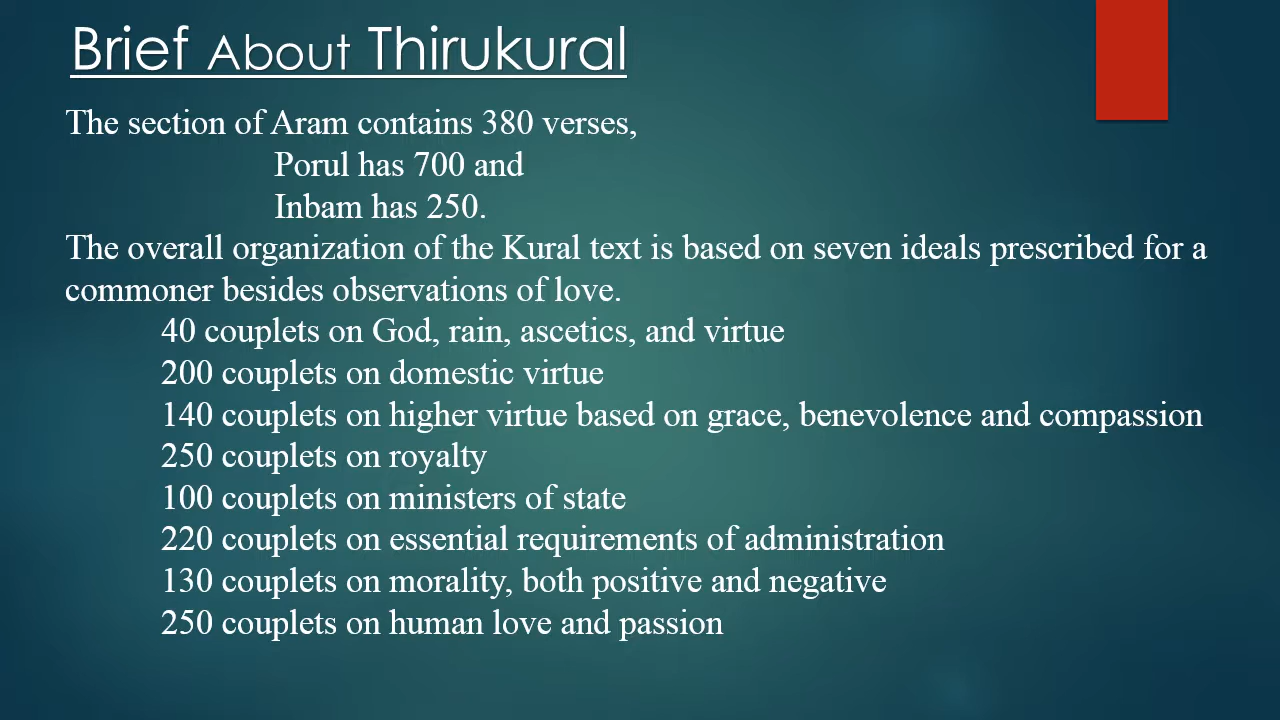 Brief About Thirukural
The section of Aram contains 380 verses,
Porul has 700 and
Inbam has 250.
The overall organization of the Kural text is based on seven ideals prescribed for a
commoner besides observations of love.
40 couplets on God, rain, ascetics, and virtue
200 couplets on domestic virtue
140 couplets on higher virtue based on grace, benevolence and compassion
250 couplets on royalty
100 couplets on ministers of state
220 couplets on essential requirements of administration
130 couplets on morality, both positive and negative
250 couplets on human love and passion